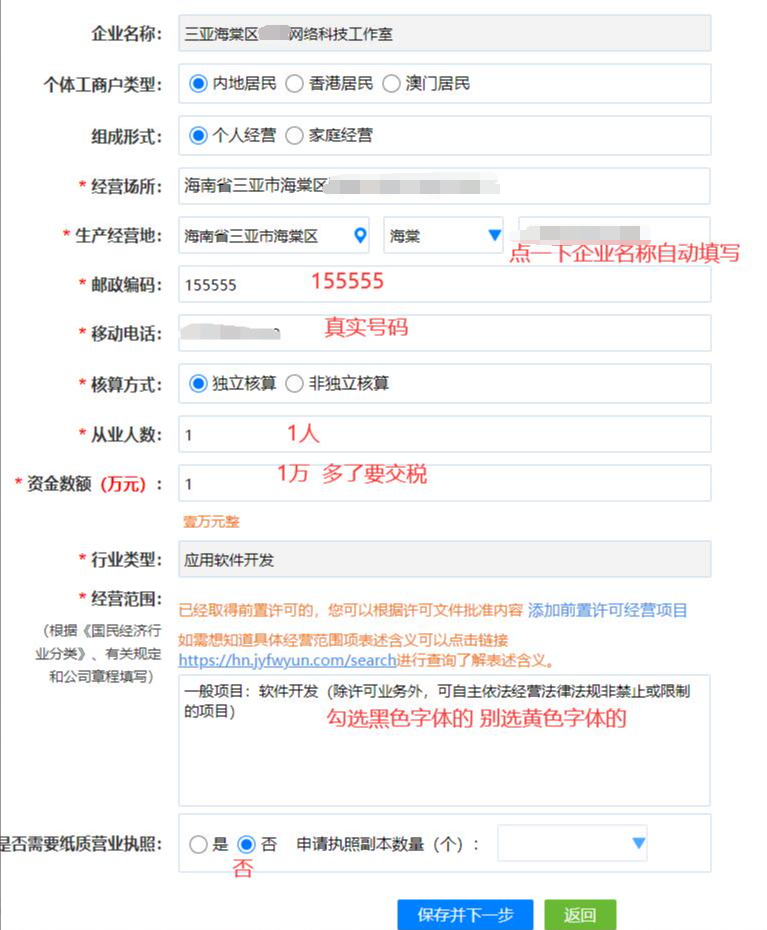 企业名称： 三亚海棠区 网络科技工作室
个体工商户类型： 内地居民 香港居民 澳门居民
组成形式： 个人经营 家庭经营
* 经营场所： 海南省三亚市海棠区
* 生产经营地： 海南省三亚市海棠区 海棠
点一下企业名称自动填写
* 邮政编码： 155555 155555
* 移动电话： 真实号码
* 核算方式： 独立核算 非独立核算
* 从业人数： 1 1人
* 资金数额（万元）： 1 1万 多了要交税
壹万元整
* 行业类型： 应用软件开发
* 经营范围：
（根据《国民经济行
业分类》、有关规定
和公司章程填写）
已经取得前置许可的，您可以根据许可文件批准内容 添加前置许可经营项目
如需想知道具体经营范围项表述含义可以点击链接
https://hn.jyfwyun.com/search进行查询了解表述含义。
一般项目：软件开发（除许可业务外，可自主依法经营法律法规非禁止或限制
的项目）
勾选黑色字体的 别选黄色字体的
是否需要纸质营业执照： 是 否 申请执照副本数量（个）：
否
保存并下一步 返回